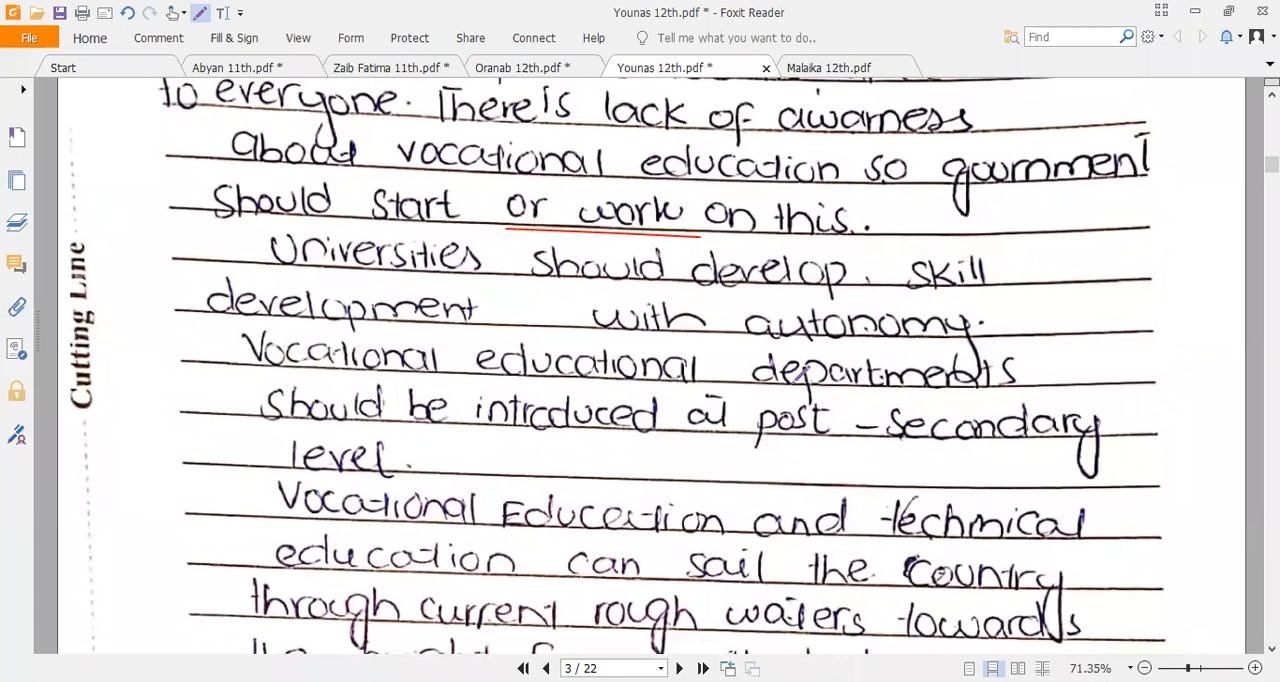 Younas 12th.pdf * - Foxit Reader
File Home Comment Fill & Sign View Form Protect Share Connect Help Tell me what you want to do.. Find
Start Abyan 11th.pdf * Zaib Fatima 11th.pdf * Oranab 12th.pdf * Younas 12th.pdf * Malaika 12th.pdf
Cutting Line
to everyone. There is lack of awarness
about vocational education so gournment
should start or work on this.
Universities should develop. skill
development with autonomy.
Vocational educational departments
should be introduced at post - secondary
level.
Vocational Education and technical
education can sail the country
through current rough waters towards
3 / 22
71.35%